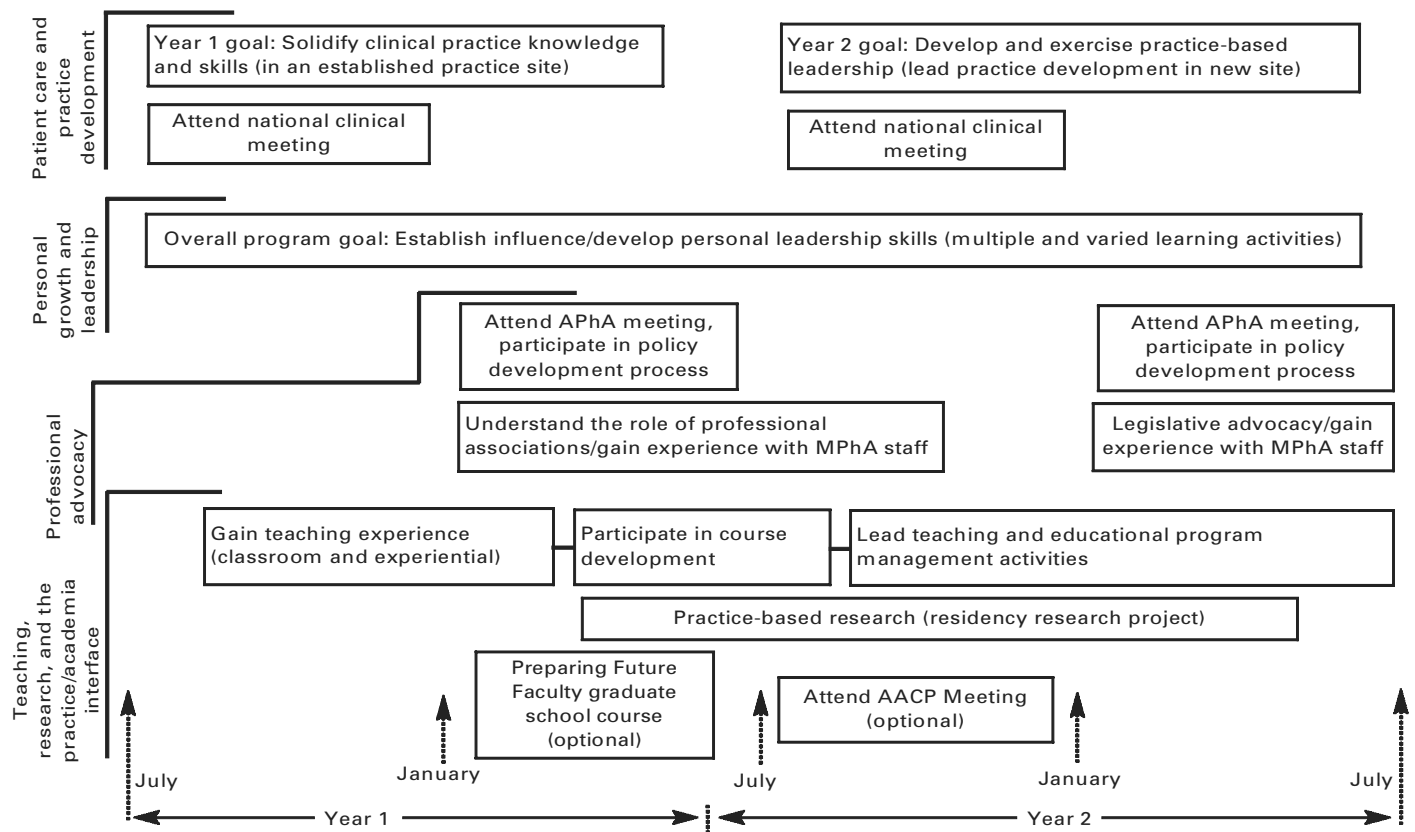 Patient care and
practice
development
Year 1 goal: Solidify clinical practice knowledge
and skills (in an established practice site)
Year 2 goal: Develop and exercise practice-based
leadership (lead practice development in new site)
Attend national clinical
meeting
Attend national clinical
meeting
Personal
growth and
leadership
Overall program goal: Establish influence/develop personal leadership skills (multiple and varied learning activities)
Professional
advocacy
Attend APhA meeting,
participate in policy
development process
Attend APhA meeting,
participate in policy
development process
Understand the role of professional
associations/gain experience with MPhA staff
Legislative advocacy/gain
experience with MPhA staff
Teaching,
research, and the
practice/academia
interface
Gain teaching experience
(classroom and experiential)
Participate in course
development
Lead teaching and educational program
management activities
Practice-based research (residency research project)
Preparing Future
Faculty graduate
school course
(optional)
Attend AACP Meeting
(optional)
July
January
July
January
July
Year 1
Year 2